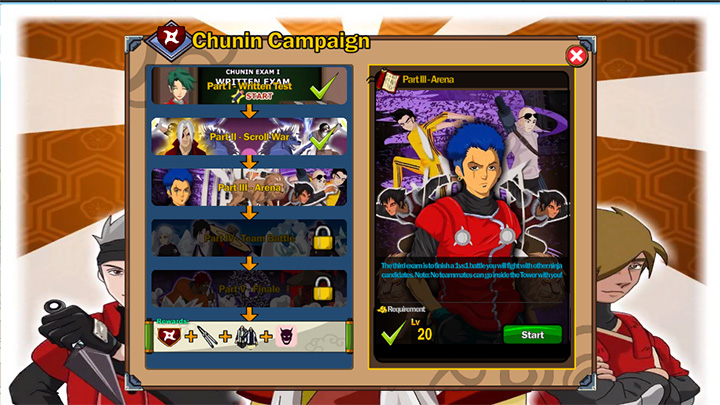 Chunin Campaign
CHUNIN EXAM I
WRITTEN EXAM
Part I - Written Test
START
Part II - Scroll War
Part III - Arena
Part IV - Team Battle
Part V - Finale
Rewards:
Part III - Arena
The third exam is to finish a 1vs1 battle you will fight with other ninja
candidates. Note: No teammates can go inside the Tower with you!
Requirement
Lv
20
Start